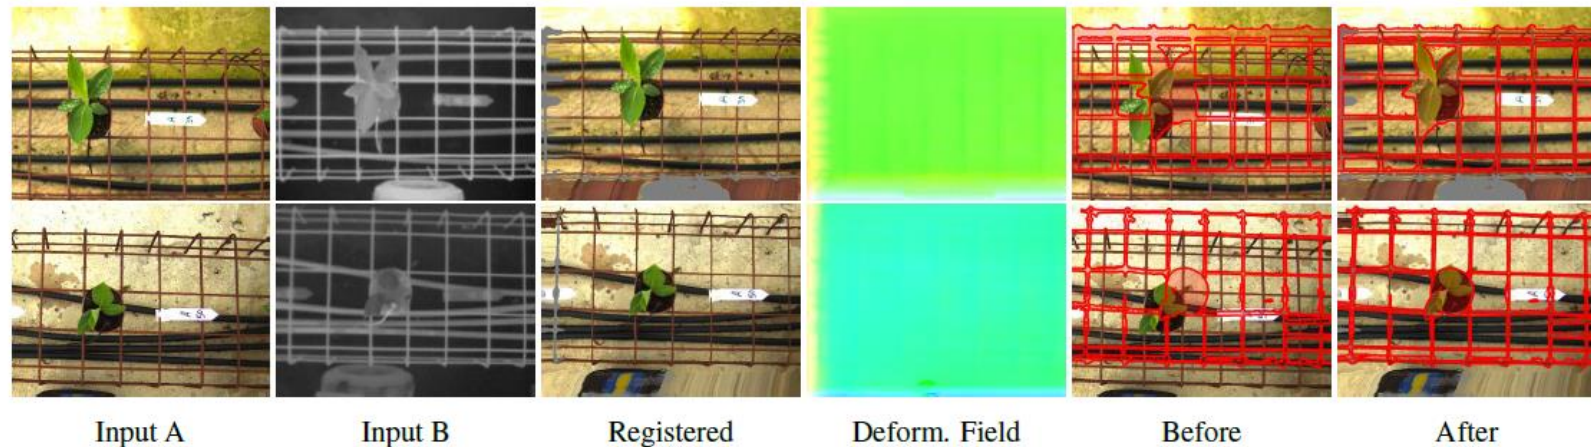 Input A
Input B
Registered
Deform. Field
Before
After